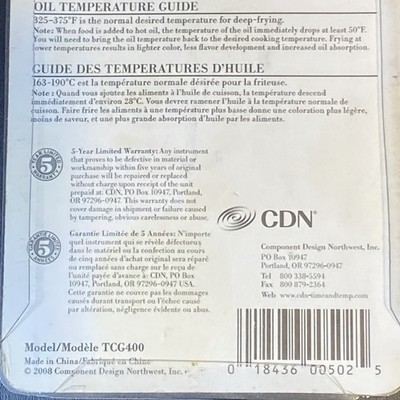 OIL TEMPERATURE GUIDE
325-375°F is the normal desired temperature for deep-frying.
Note: When food is added to hot oil, the temperature of the oil immediately drops at least 50°F.
You will need to bring the oil temperature back to the desired cooking temperature. Frying at
lower temperatures results in lighter color, less flavor development and increased oil absorption.
GUIDE DES TEMPÉRATURES D'HUILE
163-190°C est la température normale désirée pour la friteuse.
Note : Quand vous ajoutez les aliments à l'huile de cuisson, la température descend
immédiatement d'environ 28°C. Vous devrez ramener l'huile à la température normale de
cuisson. Faire frire les aliments à une température plus basse donne une coloration plus légère,
moins de saveur, et une plus grande absorption d'huile par les aliments.
5-YEAR LIMITED
5
WARRANTY
5-Year Limited Warranty: Any instrument
that proves to be defective in material or
workmanship within five years of original
purchase will be repaired or replaced
without charge upon receipt of the unit
prepaid at: CDN, PO Box 10947, Portland,
OR 97296-0947. This warranty does not
cover damage in shipment or failure caused
by tampering, obvious carelessness or abuse.
5
Garantie Limitée de 5 Années: N'importe
quel instrument qui se révèle défectueux
dans le matériel ou la confection au cours
de cinq années d'achat original sera réparé
ou remplacé sans charge sur le reçu de
l'unité payée d'avance à: CDN, PO Box
10947, Portland, OR 97296-0947 USA.
Cette garantie ne couvre pas les dommages
causés durant transport ou l'échec causé
par altération, négligence évidente ou abus.
CDN®
Component Design Northwest, Inc.
PO Box 10947
Portland, OR 97296-0947
Tel 800 338-5594
Fax 800 879-2364
Web www.cdn-timeandtemp.com
Model/Modèle TCG400
Made in China/Fabriqué en Chine
© 2008 Component Design Northwest, Inc.
0 18436 00502 5